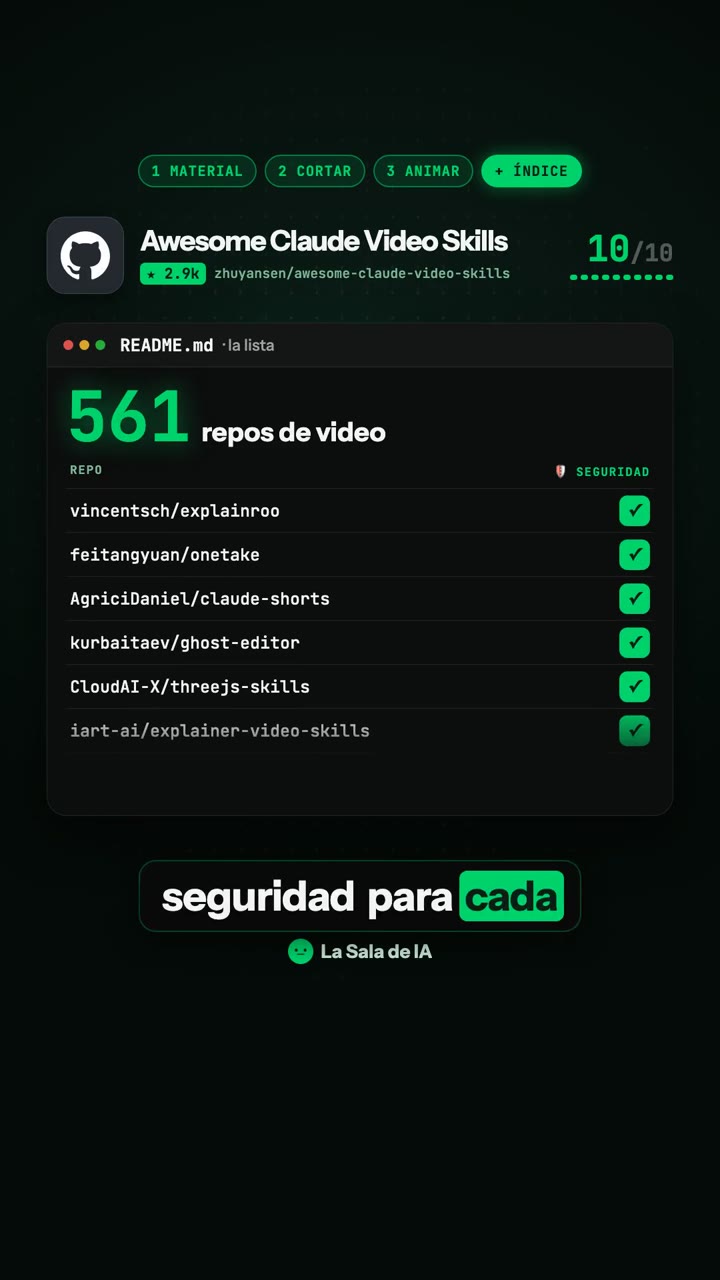 1 MATERIAL 2 CORTAR 3 ANIMAR + ÍNDICE
Awesome Claude Video Skills
★ 2.9k zhuyansen/awesome-claude-video-skills
10/10
README.md · la lista
561 repos de video
REPO SEGURIDAD
vincentsch/explainroo ✓
feitangyuan/onetake ✓
AgriciDaniel/claude-shorts ✓
kurbaitaev/ghost-editor ✓
CloudAI-X/threejs-skills ✓
iart-ai/explainer-video-skills ✓
seguridad para cada
La Sala de IA